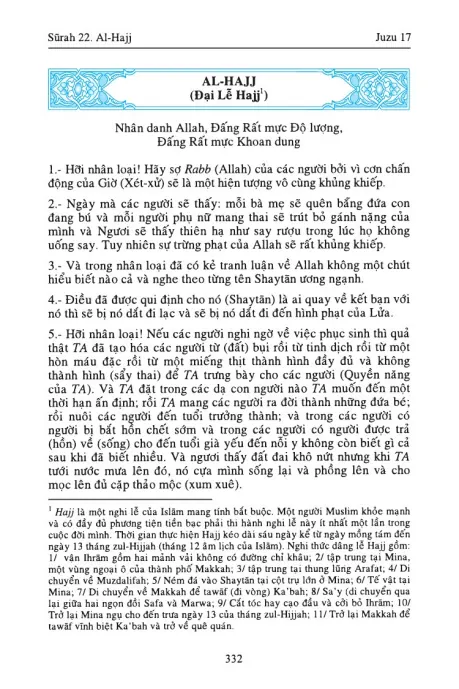 Sūrah 22. Al-Hajj Juzu 17
AL-HAJJ
(Đại Lễ Hajj¹)
Nhân danh Allah, Đấng Rất mực Độ lượng,
Đấng Rất mực Khoan dung
1.- Hỡi nhân loại! Hãy sợ Rabb (Allah) của các người bởi vì cơn chấn
động của Giờ (Xét-xử) sẽ là một hiện tượng vô cùng khủng khiếp.
2.- Ngày mà các người sẽ thấy: mỗi bà mẹ sẽ quên bẵng đứa con
đang bú và mỗi người phụ nữ mang thai sẽ trút bỏ gánh nặng của
mình và Ngươi sẽ thấy thiên hạ như say rượu trong lúc họ không
uống say. Tuy nhiên sự trừng phạt của Allah sẽ rất khủng khiếp.
3.- Và trong nhân loại đã có kẻ tranh luận về Allah không một chút
hiểu biết nào cả và nghe theo từng tên Shaytān ương ngạnh.
4.- Điều đã được qui định cho nó (Shaytān) là ai quay về kết bạn với
nó thì sẽ bị nó dắt đi lạc và sẽ bị nó dắt đi đến hình phạt của Lửa.
5.- Hỡi nhân loại! Nếu các người nghi ngờ về việc phục sinh thì quả
thật TA đã tạo hóa các người từ (đất) bụi rồi từ tinh dịch rồi từ một
hòn máu đặc rồi từ một miếng thịt thành hình đầy đủ và không
thành hình (sẩy thai) để TA trưng bày cho các người (Quyền năng
của TA). Và TA đặt trong các dạ con người nào TA muốn đến một
thời hạn ấn định; rồi TA mang các người ra đời thành những đứa bé;
rồi nuôi các người đến tuổi trưởng thành; và trong các người có
người bị bắt hồn chết sớm và trong các người có người được trả
(hồn) về (sống) cho đến tuổi già yếu đến nỗi y không còn biết gì cả
sau khi đã biết nhiều. Và ngươi thấy đất đai khô nứt nhưng khi TA
tưới nước mưa lên đó, nó cựa mình sống lại và phồng lên và cho
mọc lên đủ cặp thảo mộc (xum xuê).
¹ Hajj là một nghi lễ của Islām mang tính bắt buộc. Một người Muslim khỏe mạnh
và có đầy đủ phương tiện tiền bạc phải thi hành nghi lễ này ít nhất một lần trong
cuộc đời mình. Thời gian thực hiện Hajj kéo dài sáu ngày kể từ ngày mồng tám đến
ngày 13 tháng zul-Hijjah (tháng 12 âm lịch của Islām). Nghi thức dâng lễ Hajj gồm:
1/ vận Ihrām gồm hai mảnh vải không có đường chỉ khâu; 2/ tập trung tại Mina,
một vùng ngoại ô của thành phố Makkah; 3/ tập trung tại thung lũng Arafat; 4/ Di
chuyển về Muzdalifah; 5/ Ném đá vào Shaytān tại cột trụ lớn ở Mina; 6/ Tế vật tại
Mina; 7/ Di chuyển về Makkah để tawāf (đi vòng) Ka'bah; 8/ Sa'y (di chuyển qua
lại giữa hai ngọn đồi Safa và Marwa; 9/ Cắt tóc hay cạo đầu và cởi bỏ Ihrām; 10/
Trở lại Mina ngụ cho đến trưa ngày 13 của tháng zul-Hijjah; 11/ Trở lại Makkah để
tawāf vĩnh biệt Ka'bah và trở về quê quán.
332